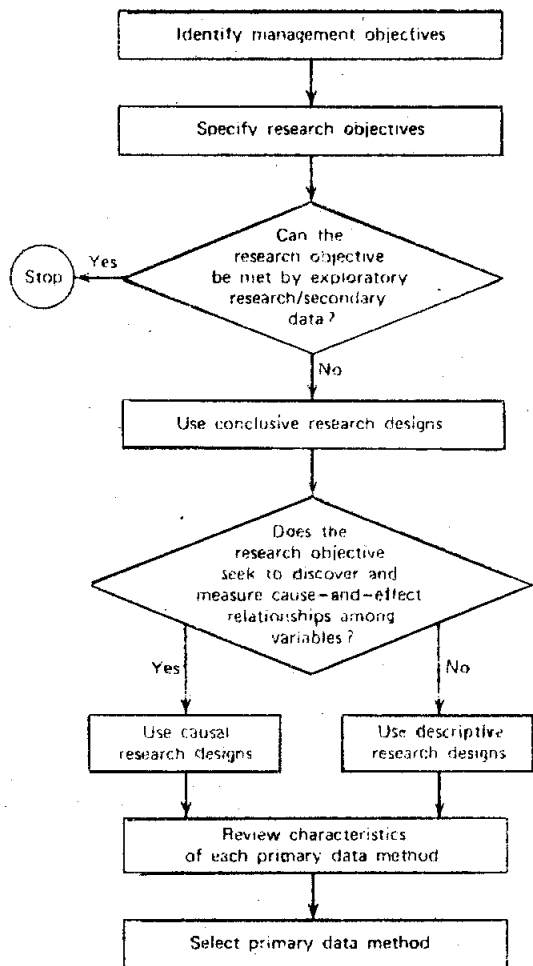 Identify management objectives
Specify research objectives
Can the
research objective
be met by exploratory
research/secondary
data?
Yes
Stop
No
Use conclusive research designs
Does the
research objective
seek to discover and
measure cause-and-effect
relationships among
variables?
Yes
No
Use causal
research designs
Use descriptive
research designs
Review characteristics
of each primary data method
Select primary data method